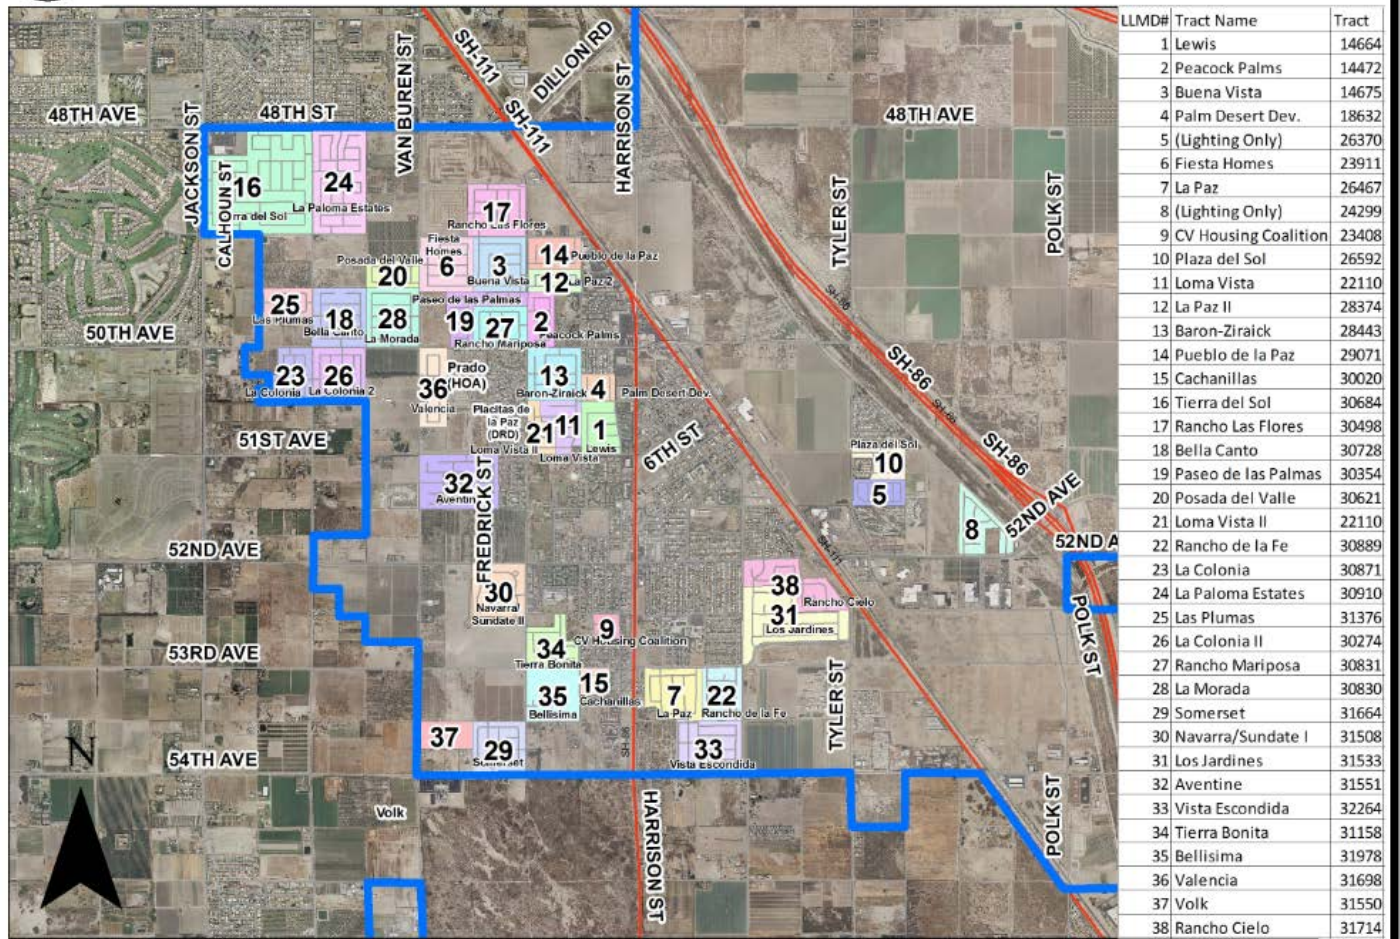 48TH AVE
48TH ST
JACKSON ST
CALHOUN ST
VAN BUREN ST
SH-111
DILLON RD
SH-111
HARRISON ST
48TH AVE
TYLER ST
POLK ST
16
rra del Sol
24
La Paloma Estates
17
Rancho Las Flores
Fiesta
Homes
6
3
Buena Vista
14
Pueblo de la Paz
12
La Paz 2
Posada del Valle
20
Paseo de las Palmas
25
Las Plumas
18
Bella Canto
28
La Morada
19
27
Rancho Mariposa
2
Peacock Palms
50TH AVE
23
La Colonia
26
La Colonia 2
36
Valencia
Prado
(HOA)
13
Baron-Ziraick
4
Palm Desert Dev.
Placitas de
la Paz
(DRD)
21
Loma Vista II
11
Loma Vista
1
Lewis
51ST AVE
6TH ST
SH-86
SH-86
SH-86
SH-86
32
Aventin
FREDRICK ST
Plaza del Sol
10
5
8
52ND AVE
52ND A
52ND AVE
SH-111
30
Navarra/
Sundate II
38
Rancho Cielo
31
Los Jardines
POLK ST
9
CV Housing Coalition
34
Tierra Bonita
53RD AVE
15
Cachanillas
35
Bellisima
7
La Paz
22
Rancho de la Fe
TYLER ST
37
29
Somerset
SH-86
33
Vista Escondida
N
54TH AVE
Volk
HARRISON ST
POLK ST
LLMD# Tract Name Tract
1 Lewis 14664
2 Peacock Palms 14472
3 Buena Vista 14675
4 Palm Desert Dev. 18632
5 (Lighting Only) 26370
6 Fiesta Homes 23911
7 La Paz 26467
8 (Lighting Only) 24299
9 CV Housing Coalition 23408
10 Plaza del Sol 26592
11 Loma Vista 22110
12 La Paz II 28374
13 Baron-Ziraick 28443
14 Pueblo de la Paz 29071
15 Cachanillas 30020
16 Tierra del Sol 30684
17 Rancho Las Flores 30498
18 Bella Canto 30728
19 Paseo de las Palmas 30354
20 Posada del Valle 30621
21 Loma Vista II 22110
22 Rancho de la Fe 30889
23 La Colonia 30871
24 La Paloma Estates 30910
25 Las Plumas 31376
26 La Colonia II 30274
27 Rancho Mariposa 30831
28 La Morada 30830
29 Somerset 31664
30 Navarra/Sundate I 31508
31 Los Jardines 31533
32 Aventine 31551
33 Vista Escondida 32264
34 Tierra Bonita 31158
35 Bellisima 31978
36 Valencia 31698
37 Volk 31550
38 Rancho Cielo 31714